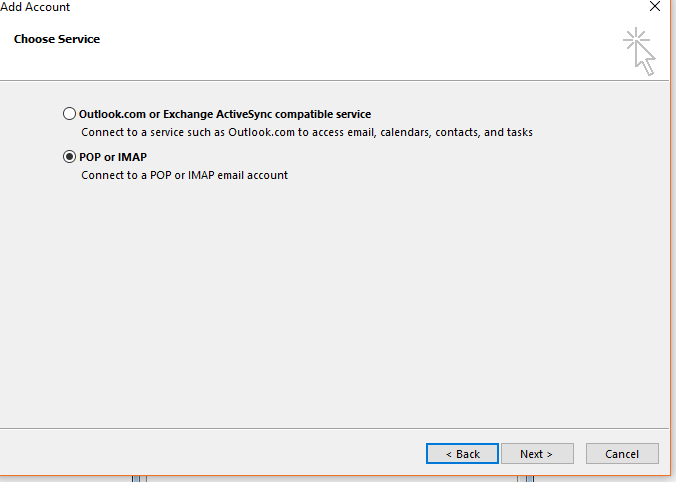 Add Account
Choose Service
Outlook.com or Exchange ActiveSync compatible service
Connect to a service such as Outlook.com to access email, calendars, contacts, and tasks
POP or IMAP
Connect to a POP or IMAP email account
< Back
Next >
Cancel